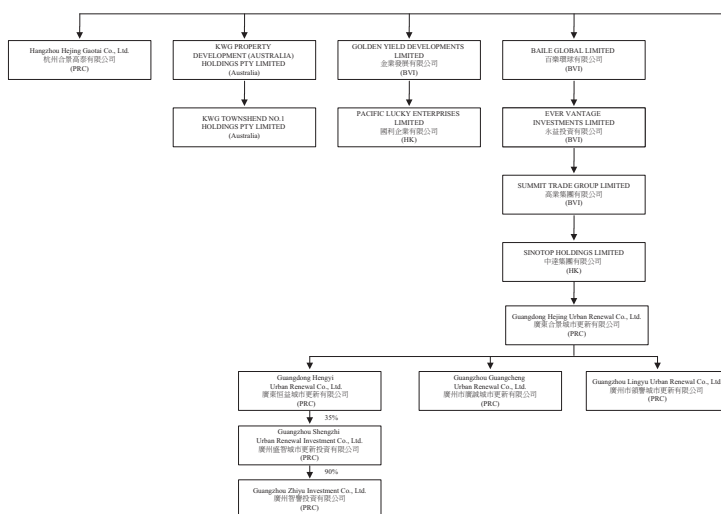 Hangzhou Hejing Gaotai Co., Ltd.
杭州合景高泰有限公司
(PRC)
KWG PROPERTY
DEVELOPMENT (AUSTRALIA)
HOLDINGS PTY LIMITED
(Australia)
GOLDEN YIELD DEVELOPMENTS
LIMITED
金業發展有限公司
(BVI)
BAILE GLOBAL LIMITED
百樂環球有限公司
(BVI)
KWG TOWNSHEND NO.1
HOLDINGS PTY LIMITED
(Australia)
PACIFIC LUCKY ENTERPRISES
LIMITED
國利企業有限公司
(HK)
EVER VANTAGE
INVESTMENTS LIMITED
永益投資有限公司
(BVI)
SUMMIT TRADE GROUP LIMITED
高業集團有限公司
(BVI)
SINOTOP HOLDINGS LIMITED
中達集團有限公司
(HK)
Guangdong Hejing Urban Renewal Co., Ltd.
廣東合景城市更新有限公司
(PRC)
Guangdong Hengyi
Urban Renewal Co., Ltd.
廣東恒益城市更新有限公司
(PRC)
Guangzhou Guangcheng
Urban Renewal Co., Ltd.
廣州市廣誠城市更新有限公司
(PRC)
Guangzhou Lingyu Urban Renewal Co., Ltd.
廣州市領譽城市更新有限公司
(PRC)
35%
Guangzhou Shengzhi
Urban Renewal Investment Co., Ltd.
廣州盛智城市更新投資有限公司
(PRC)
90%
Guangzhou Zhiyu Investment Co., Ltd.
廣州智譽投資有限公司
(PRC)